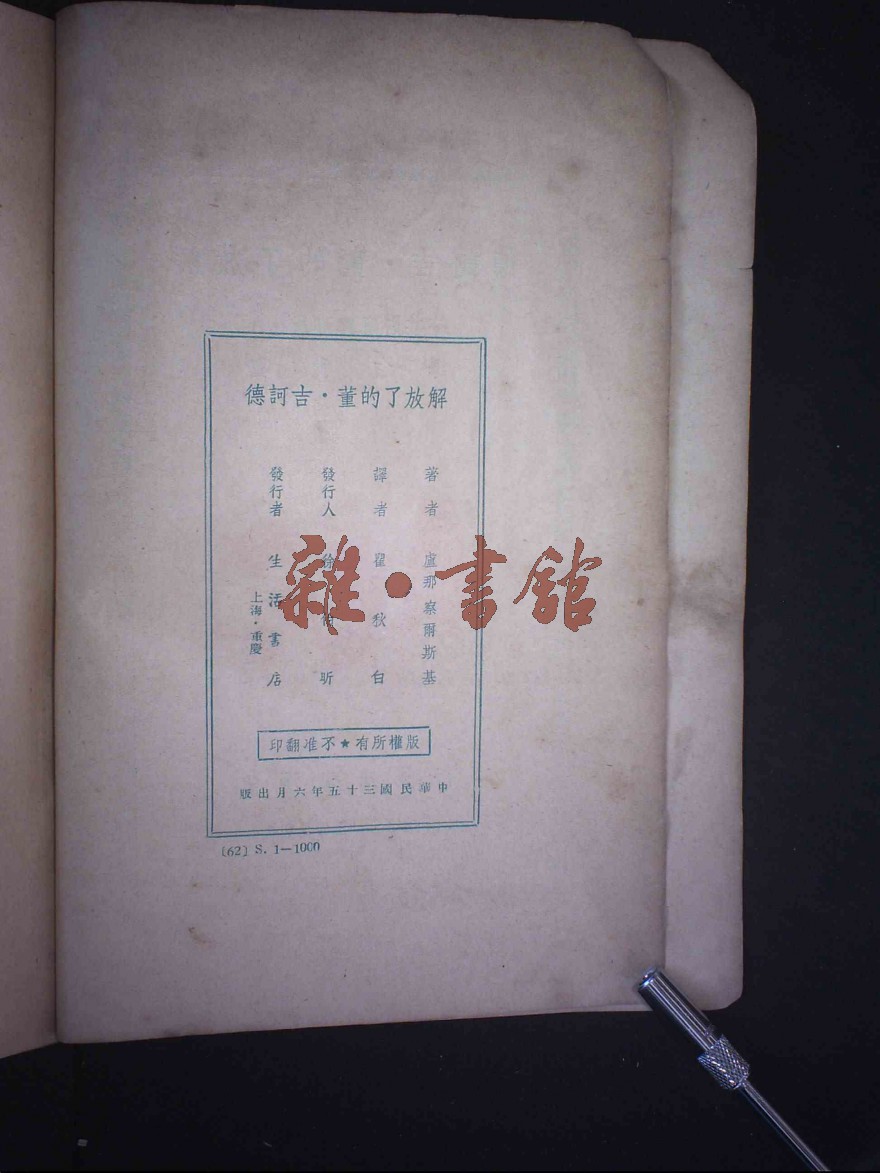 解放了的董·吉訶德
著者 盧那察爾斯基
譯者 瞿秋白
發行人 徐 昕
發行者 生活書店
上海·重慶
版權所有★不准翻印
中華民國三十五年六月出版
〔62〕S. 1—1000
雜·書館